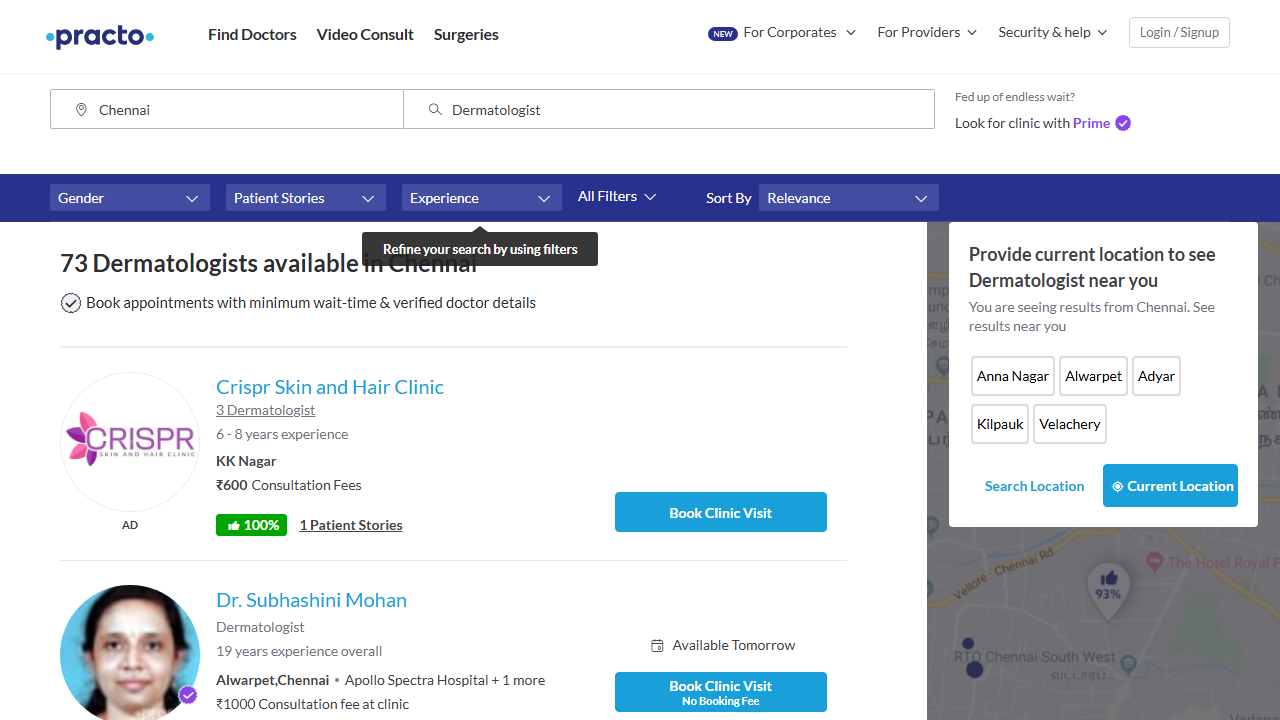 practo
Find Doctors
Video Consult
Surgeries
NEW For Corporates
For Providers
Security & help
Login / Signup
Chennai
Dermatologist
Fed up of endless wait?
Look for clinic with Prime
Gender
Patient Stories
Experience
All Filters
Sort By
Relevance
Refine your search by using filters
73 Dermatologists available in Chennai
Book appointments with minimum wait-time & verified doctor details
CRISPR
SKIN AND HAIR CLINIC
AD
Crispr Skin and Hair Clinic
3 Dermatologist
6 - 8 years experience
KK Nagar
₹600 Consultation Fees
100%
1 Patient Stories
Book Clinic Visit
Dr. Subhashini Mohan
Dermatologist
19 years experience overall
Alwarpet,Chennai • Apollo Spectra Hospital + 1 more
₹1000 Consultation fee at clinic
Available Tomorrow
Book Clinic Visit
No Booking Fee
Provide current location to see
Dermatologist near you
You are seeing results from Chennai. See
results near you
Anna Nagar
Alwarpet
Adyar
Kilpauk
Velachery
Search Location
Current Location
Vellore - Chennai Rd
The Hotel Royal P
93%
RTO Chennai South West